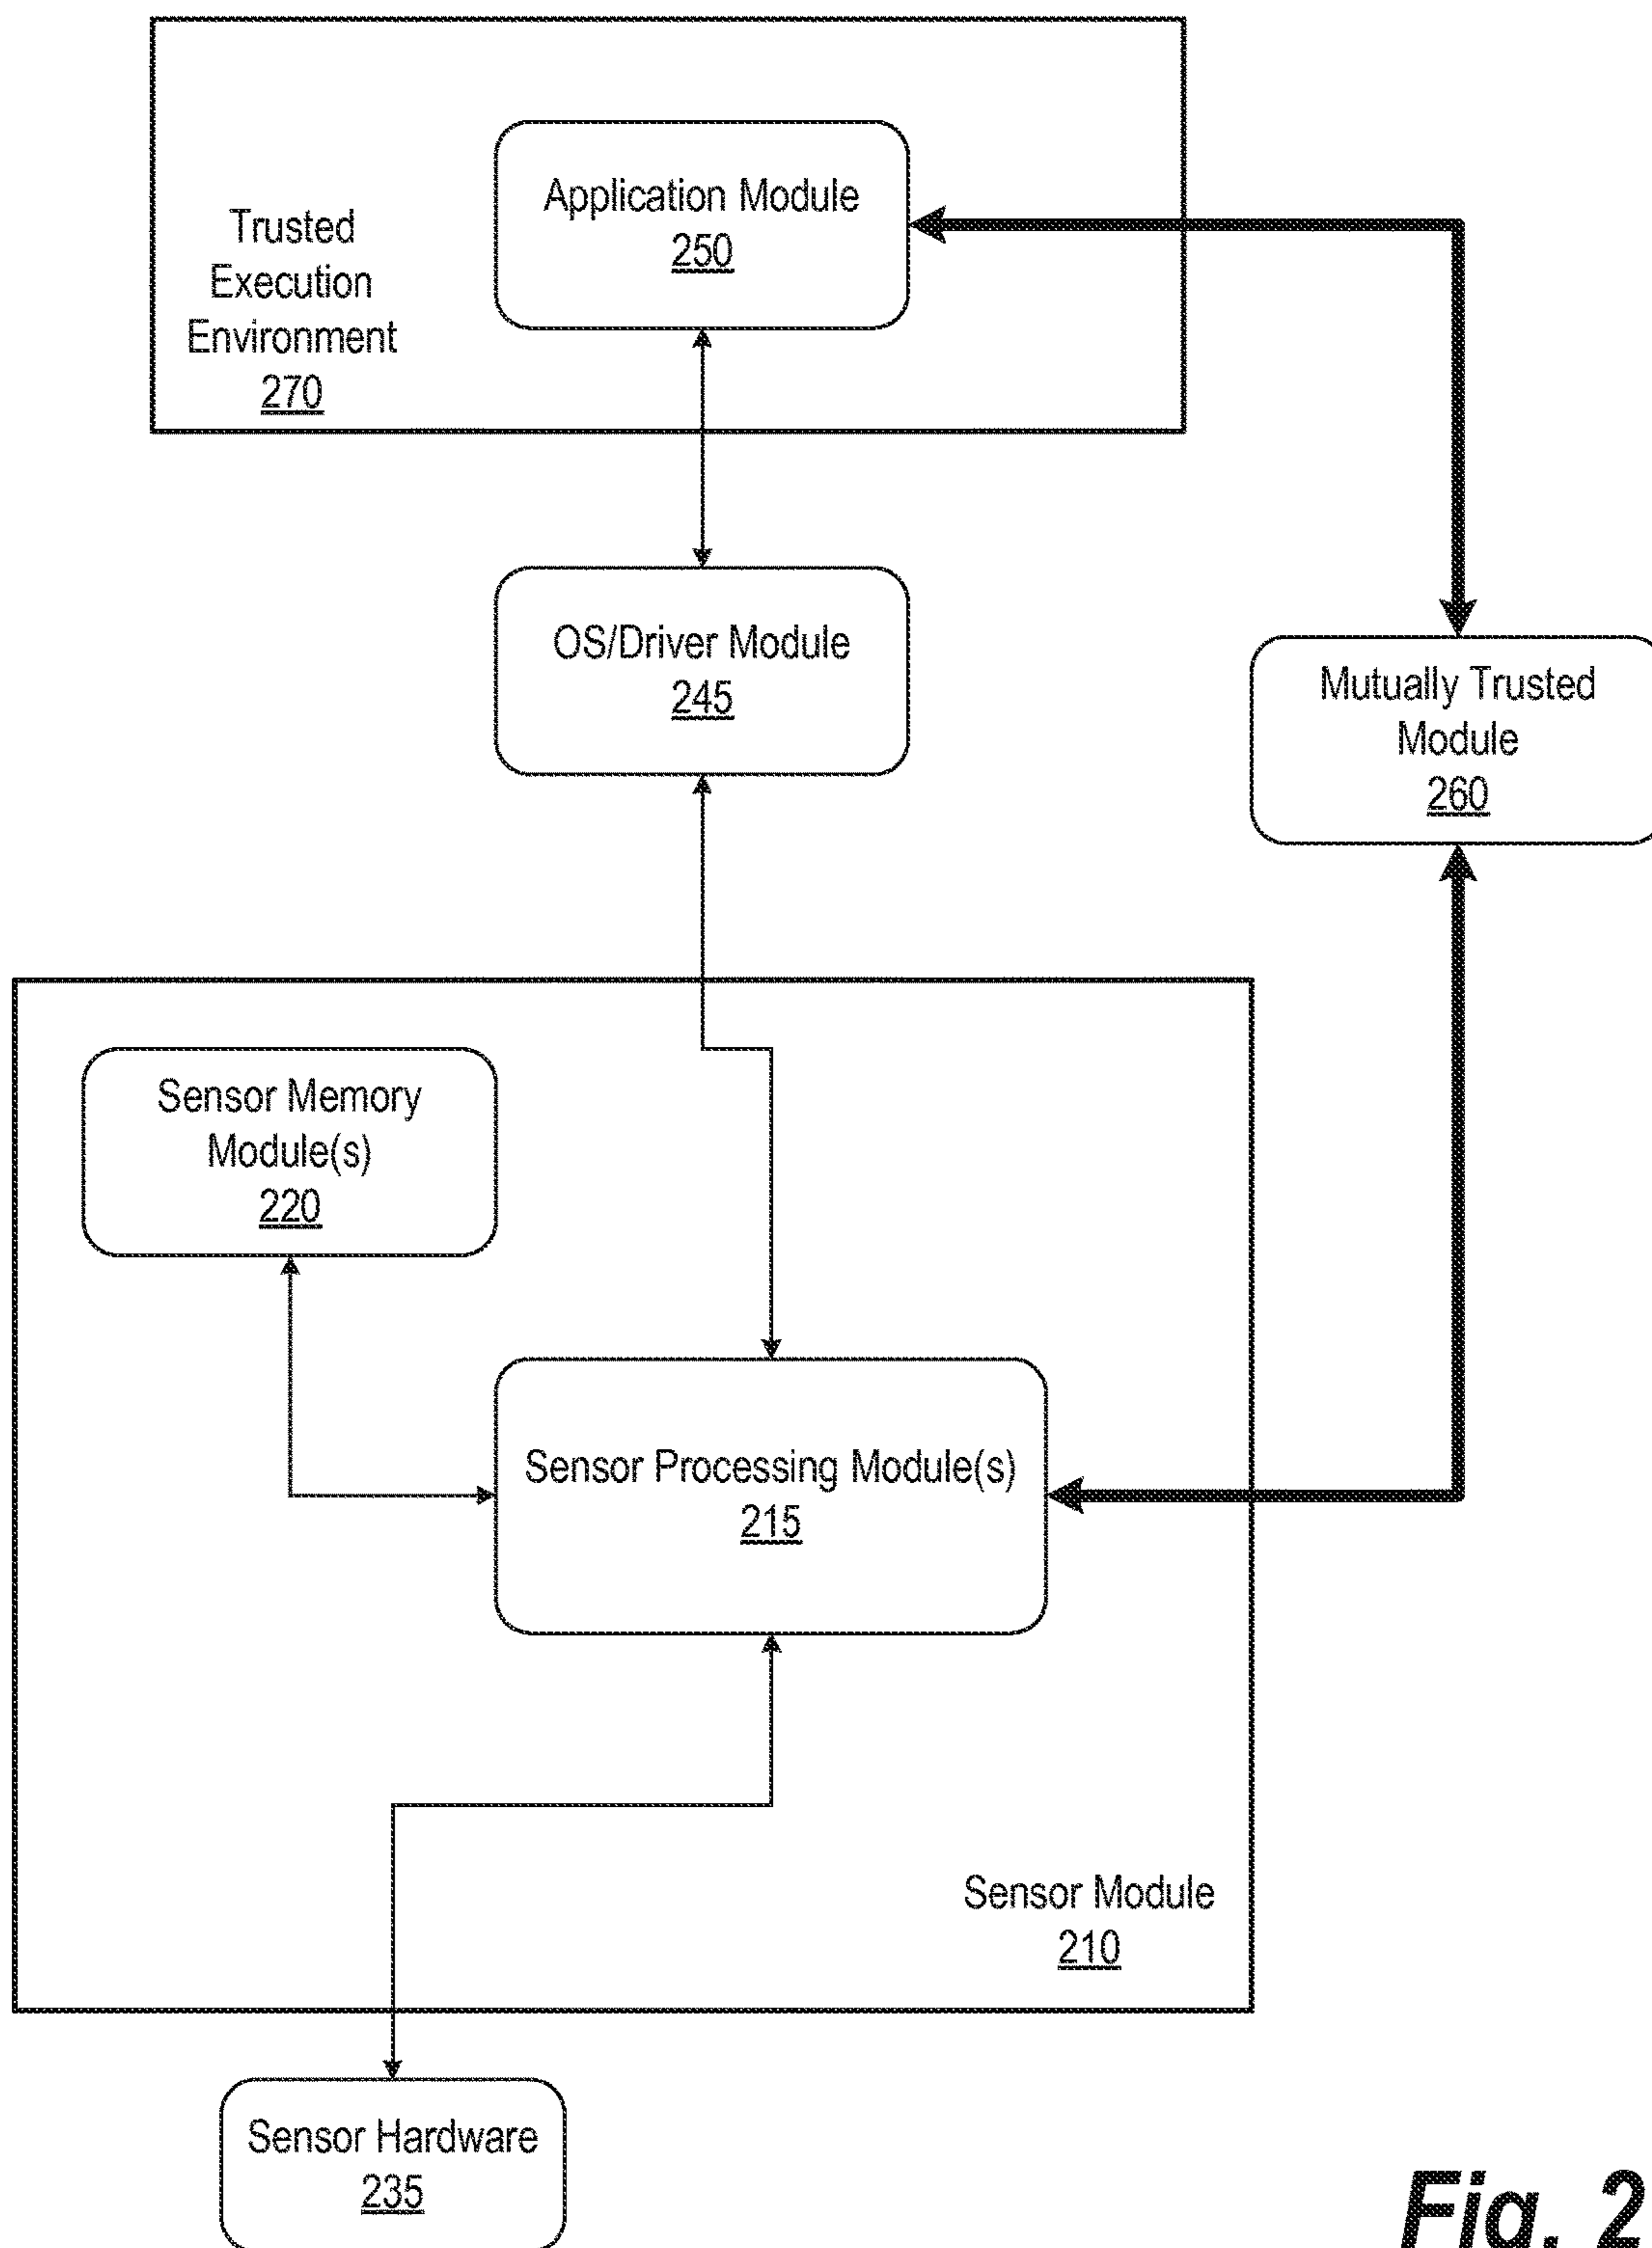 Application Module
250
Trusted
Execution
Environment
270
OS/Driver Module
245
Mutually Trusted
Module
260
Sensor Memory
Module(s)
220
Sensor Processing Module(s)
215
Sensor Module
210
Sensor Hardware
235
Fig. 2